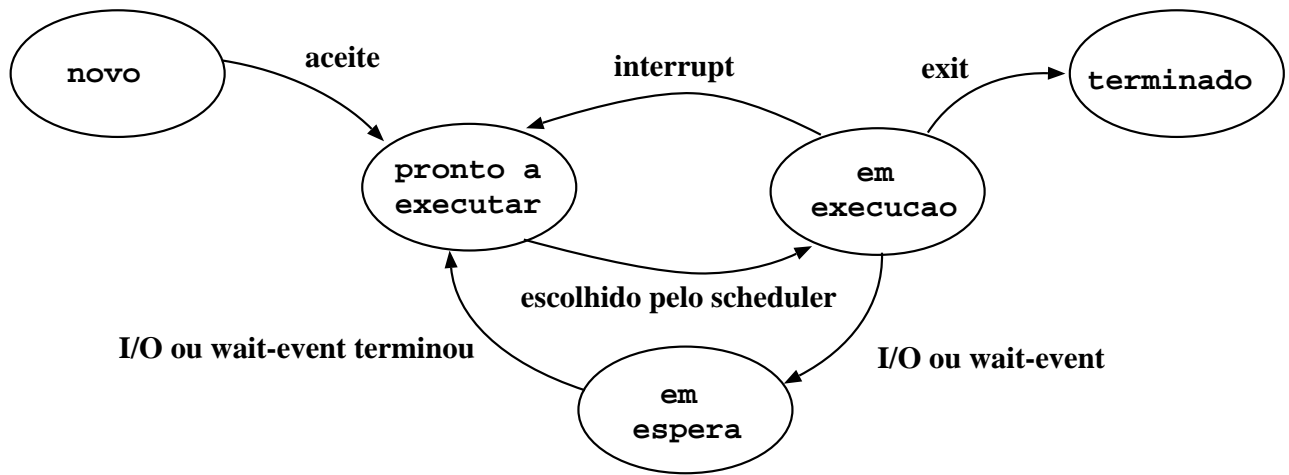 novo
aceite
interrupt
exit
terminado
pronto a
executar
em
execucao
escolhido pelo scheduler
I/O ou wait-event terminou
I/O ou wait-event
em
espera